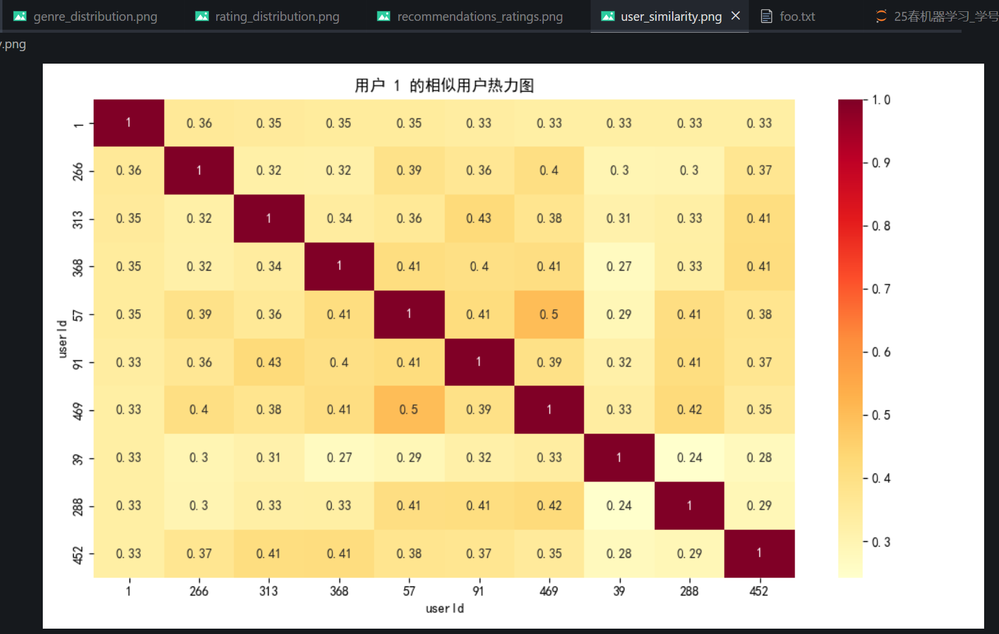 genre_distribution.png rating_distribution.png recommendations_ratings.png user_similarity.png foo.txt 25春机器学习_学号
.png
用户 1 的相似用户热力图
1 1 0.36 0.35 0.35 0.35 0.33 0.33 0.33 0.33 0.33
266 0.36 1 0.32 0.32 0.39 0.36 0.4 0.3 0.3 0.37
313 0.35 0.32 1 0.34 0.36 0.43 0.38 0.31 0.33 0.41
368 0.35 0.32 0.34 1 0.41 0.4 0.41 0.27 0.33 0.41
57 0.35 0.39 0.36 0.41 1 0.41 0.5 0.29 0.41 0.38
91 0.33 0.36 0.43 0.4 0.41 1 0.39 0.32 0.41 0.37
469 0.33 0.4 0.38 0.41 0.5 0.39 1 0.33 0.42 0.35
39 0.33 0.3 0.31 0.27 0.29 0.32 0.33 1 0.24 0.28
288 0.33 0.3 0.33 0.33 0.41 0.41 0.42 0.24 1 0.29
452 0.33 0.37 0.41 0.41 0.38 0.37 0.35 0.28 0.29 1
1 266 313 368 57 91 469 39 288 452
userId
userId
1.0
0.9
0.8
0.7
0.6
0.5
0.4
0.3